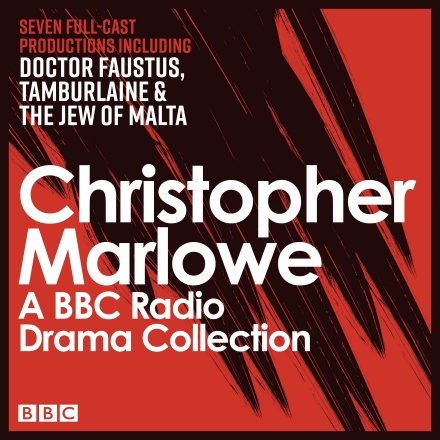 SEVEN FULL-CAST
PRODUCTIONS INCLUDING
DOCTOR FAUSTUS,
TAMBURLAINE &
THE JEW OF MALTA
Christopher
Marlowe
A BBC Radio
Drama Collection
BBC